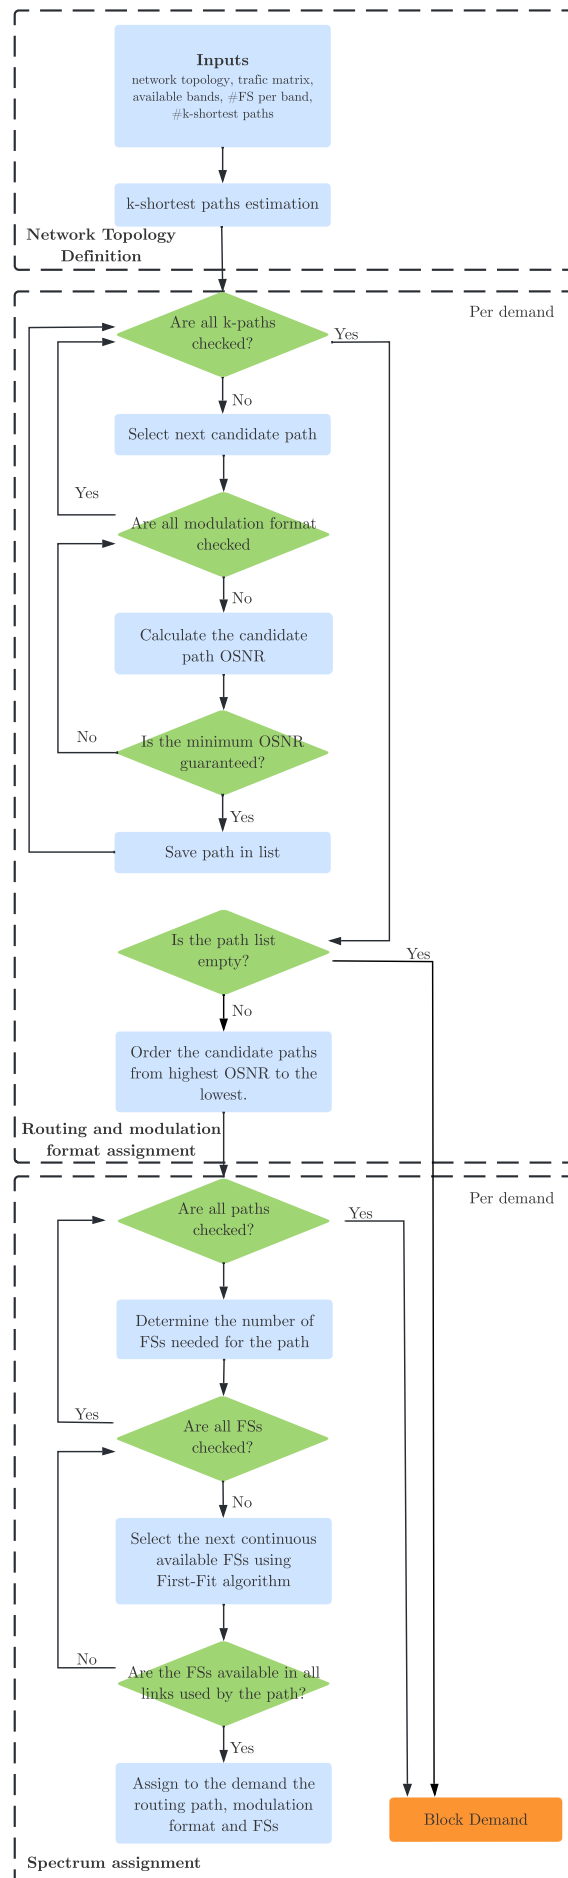 Inputs
network topology, trafic matrix,
available bands, #FS per band,
#k-shortest paths
k-shortest paths estimation
Network Topology
Definition
Per demand
Are all k-paths
checked?
Yes
No
Select next candidate path
Yes
Are all modulation format
checked
No
Calculate the candidate
path OSNR
No
Is the minimum OSNR
guaranteed?
Yes
Save path in list
Is the path list
empty?
Yes
No
Order the candidate paths
from highest OSNR to the
lowest.
Routing and modulation
format assignment
Per demand
Are all paths
checked?
Yes
Determine the number of
FSs needed for the path
Yes
Are all FSs
checked?
No
Select the next continuous
available FSs using
First-Fit algorithm
No
Are the FSs available in all
links used by the path?
Yes
Assign to the demand the
routing path, modulation
format and FSs
Block Demand
Spectrum assignment